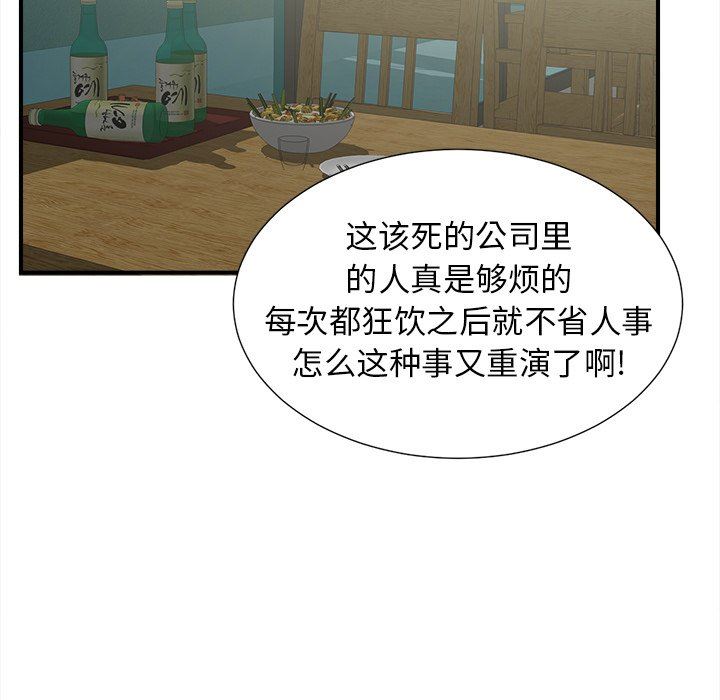 这该死的公司里
的人真是够烦的
每次都狂饮之后就不省人事
怎么这种事又重演了啊!